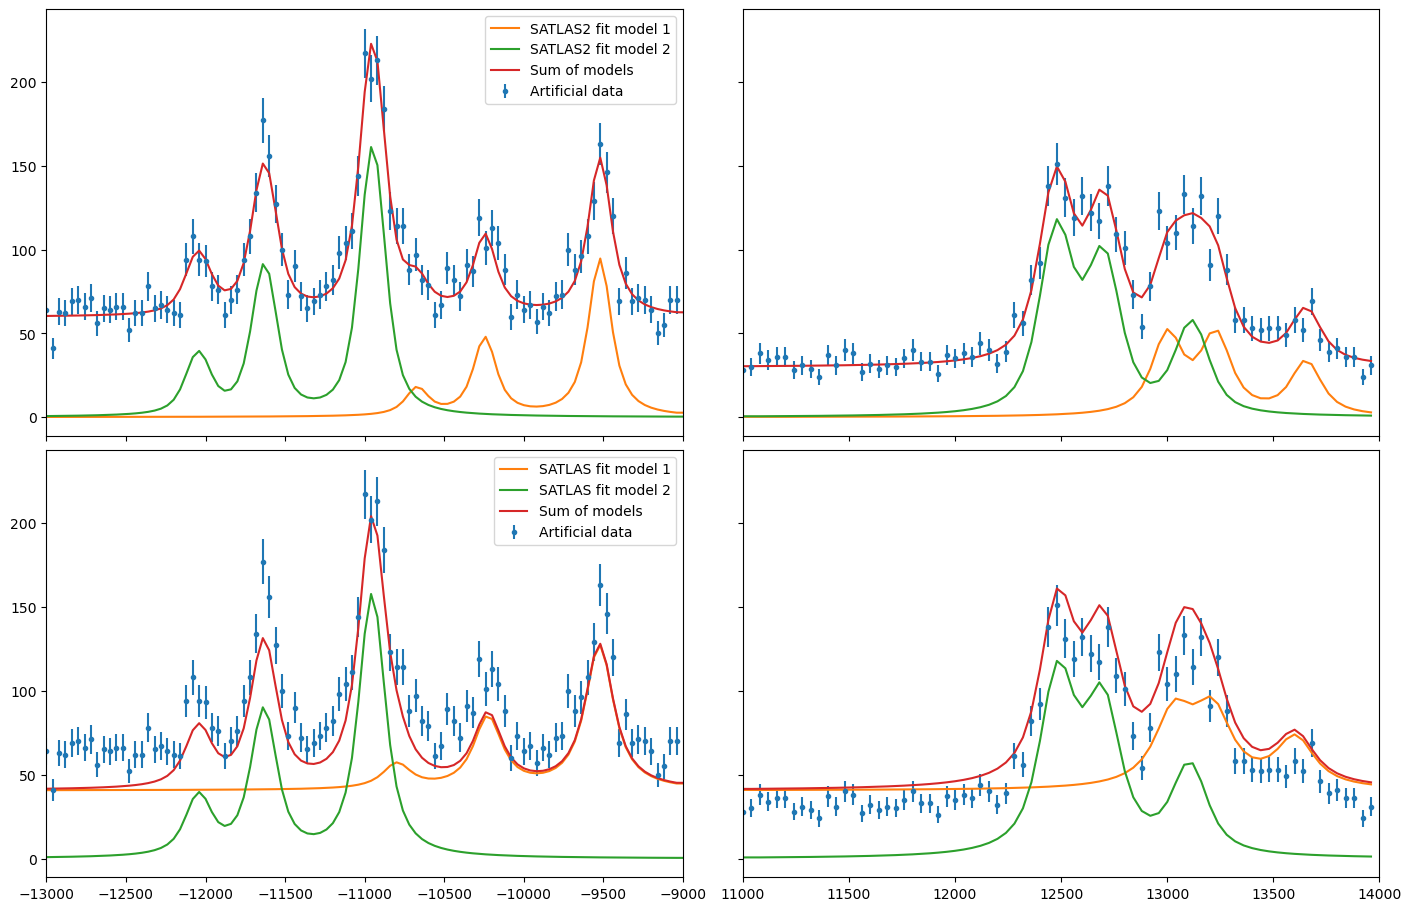 200
150
100
50
0
SATLAS2 fit model 1
SATLAS2 fit model 2
Sum of models
Artificial data
200
150
100
50
0
SATLAS fit model 1
SATLAS fit model 2
Sum of models
Artificial data
−13000 −12500 −12000 −11500 −11000 −10500 −10000 −9500 −9000
11000 11500 12000 12500 13000 13500 14000